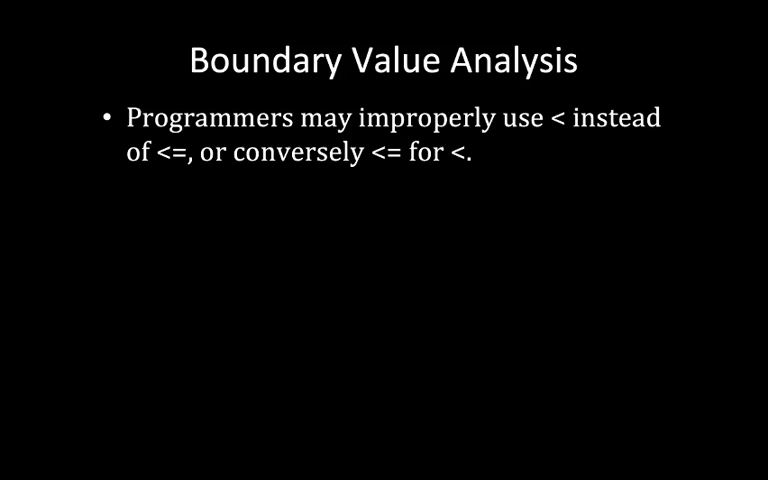 Boundary Value Analysis
• Programmers may improperly use < instead
of <=, or conversely <= for <.